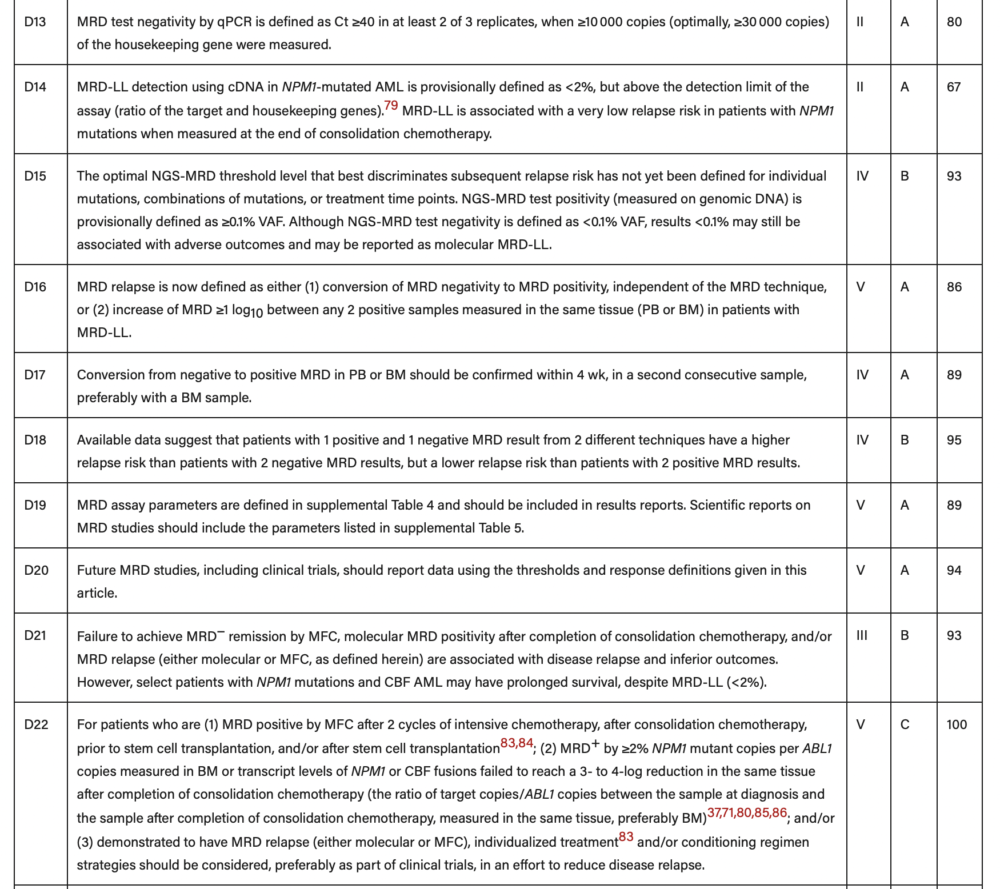 D13 MRD test negativity by qPCR is defined as Ct ≥40 in at least 2 of 3 replicates, when ≥10 000 copies (optimally, ≥30 000 copies) II A 80
of the housekeeping gene were measured.
D14 MRD-LL detection using cDNA in NPM1-mutated AML is provisionally defined as <2%, but above the detection limit of the II A 67
assay (ratio of the target and housekeeping genes).79 MRD-LL is associated with a very low relapse risk in patients with NPM1
mutations when measured at the end of consolidation chemotherapy.
D15 The optimal NGS-MRD threshold level that best discriminates subsequent relapse risk has not yet been defined for individual IV B 93
mutations, combinations of mutations, or treatment time points. NGS-MRD test positivity (measured on genomic DNA) is
provisionally defined as ≥0.1% VAF. Although NGS-MRD test negativity is defined as <0.1% VAF, results <0.1% may still be
associated with adverse outcomes and may be reported as molecular MRD-LL.
D16 MRD relapse is now defined as either (1) conversion of MRD negativity to MRD positivity, independent of the MRD technique, V A 86
or (2) increase of MRD ≥1 log10 between any 2 positive samples measured in the same tissue (PB or BM) in patients with
MRD-LL.
D17 Conversion from negative to positive MRD in PB or BM should be confirmed within 4 wk, in a second consecutive sample, IV A 89
preferably with a BM sample.
D18 Available data suggest that patients with 1 positive and 1 negative MRD result from 2 different techniques have a higher IV B 95
relapse risk than patients with 2 negative MRD results, but a lower relapse risk than patients with 2 positive MRD results.
D19 MRD assay parameters are defined in supplemental Table 4 and should be included in results reports. Scientific reports on V A 89
MRD studies should include the parameters listed in supplemental Table 5.
D20 Future MRD studies, including clinical trials, should report data using the thresholds and response definitions given in this V A 94
article.
D21 Failure to achieve MRD− remission by MFC, molecular MRD positivity after completion of consolidation chemotherapy, and/or III B 93
MRD relapse (either molecular or MFC, as defined herein) are associated with disease relapse and inferior outcomes.
However, select patients with NPM1 mutations and CBF AML may have prolonged survival, despite MRD-LL (<2%).
D22 For patients who are (1) MRD positive by MFC after 2 cycles of intensive chemotherapy, after consolidation chemotherapy, V C 100
prior to stem cell transplantation, and/or after stem cell transplantation83,84; (2) MRD+ by ≥2% NPM1 mutant copies per ABL1
copies measured in BM or transcript levels of NPM1 or CBF fusions failed to reach a 3- to 4-log reduction in the same tissue
after completion of consolidation chemotherapy (the ratio of target copies/ABL1 copies between the sample at diagnosis and
the sample after completion of consolidation chemotherapy, measured in the same tissue, preferably BM)37,71,80,85,86; and/or
(3) demonstrated to have MRD relapse (either molecular or MFC), individualized treatment83 and/or conditioning regimen
strategies should be considered, preferably as part of clinical trials, in an effort to reduce disease relapse.